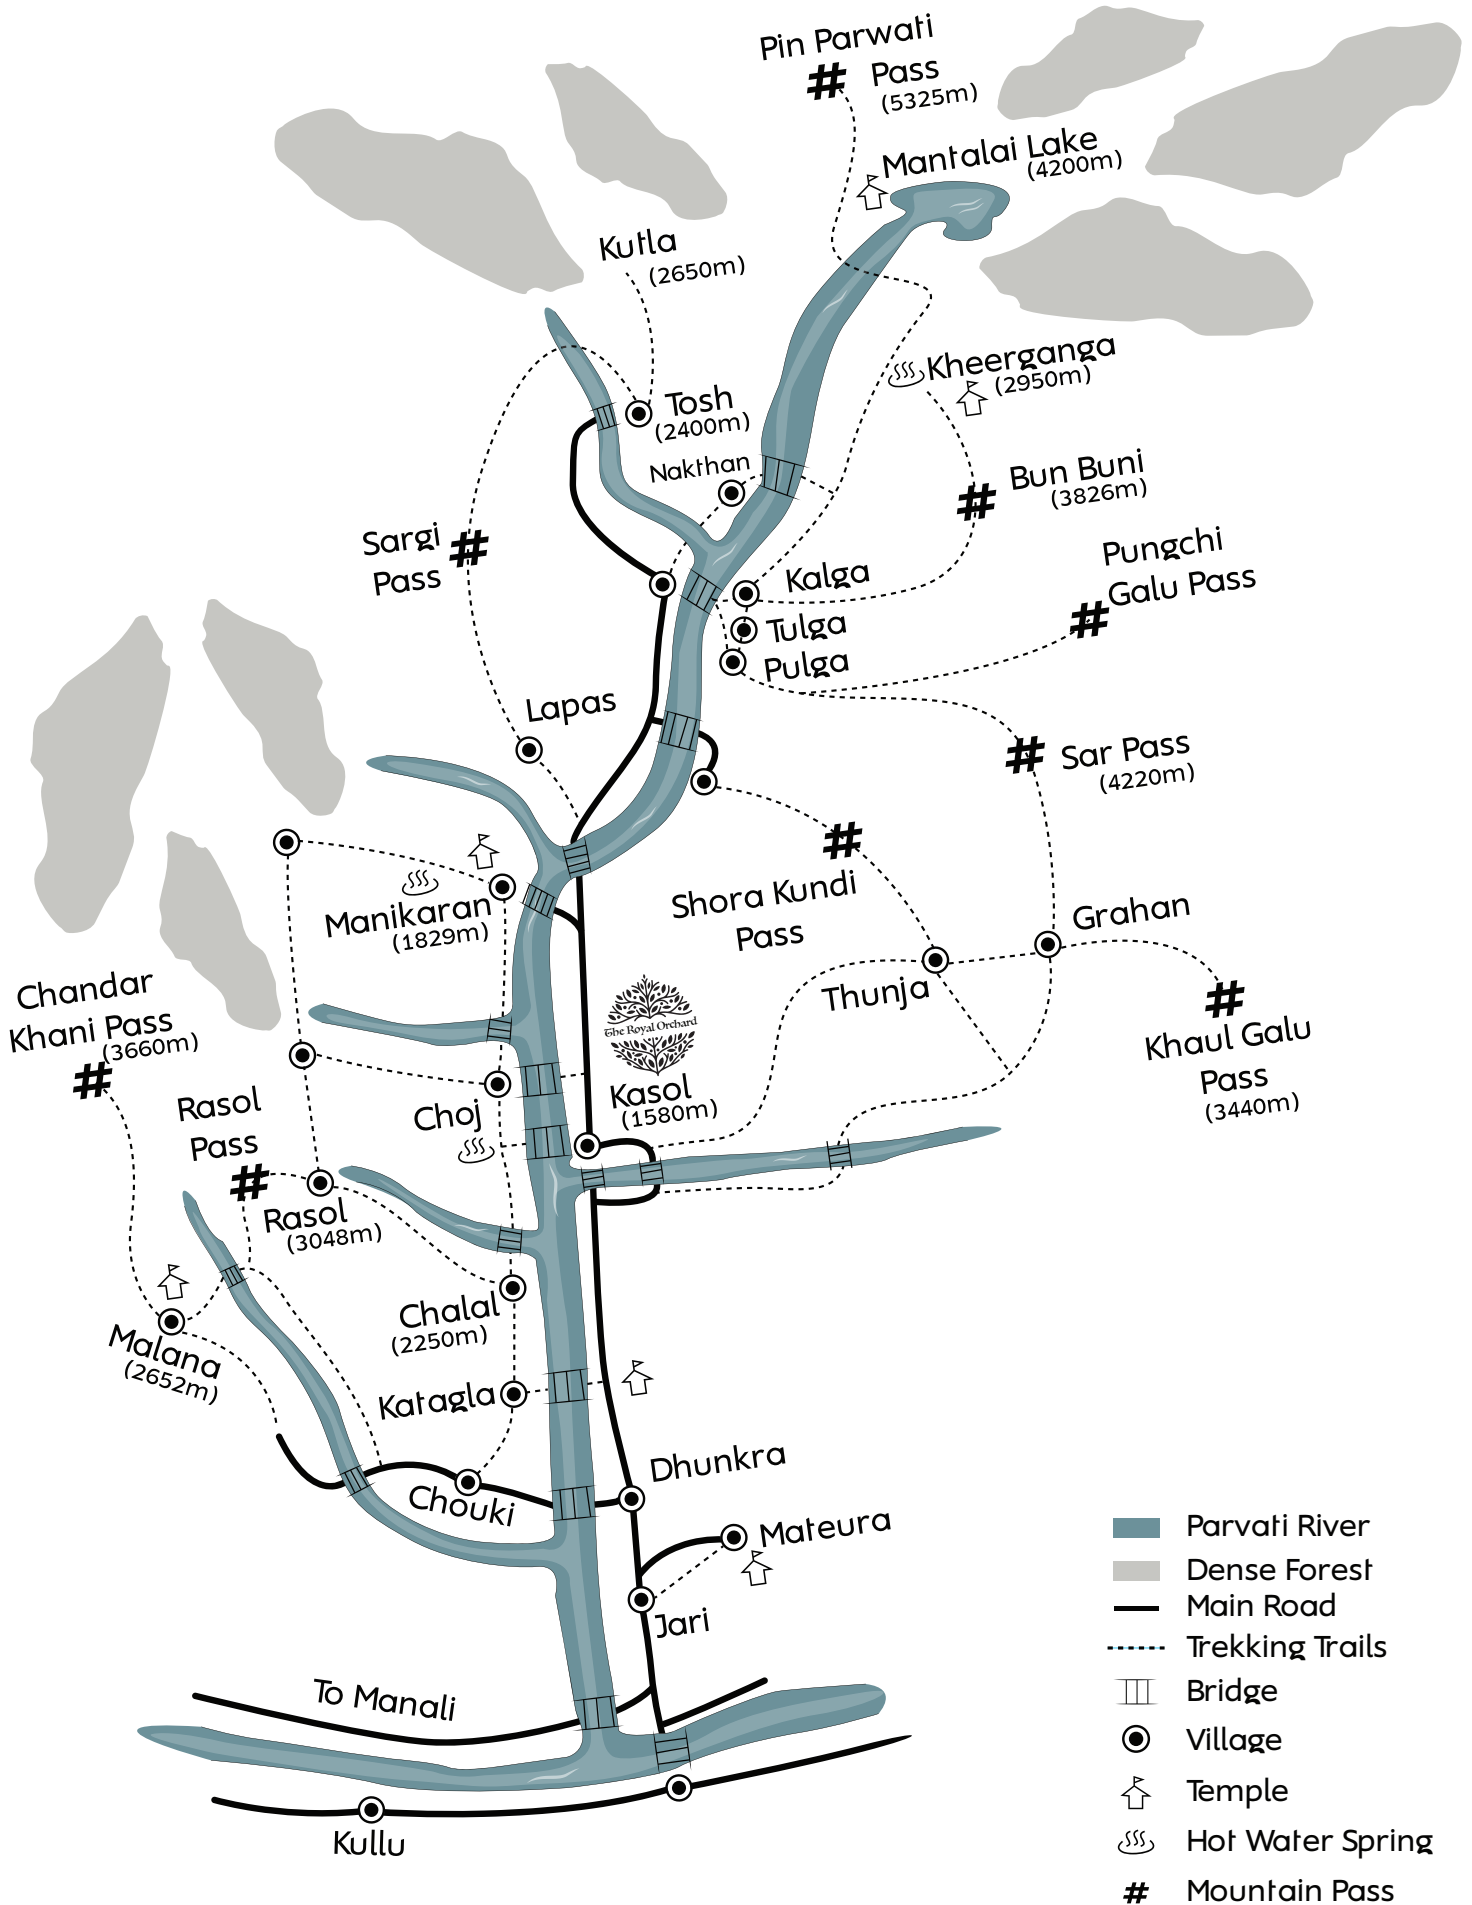 Pin Parwati
Pass
(5325m)
Mantalai Lake
(4200m)
Kutla
(2650m)
Kheerganga
(2950m)
Tosh
(2400m)
Nakthan
Bun Buni
(3826m)
Sargi
Pass
Pungchi
Galu Pass
Kalga
Tulga
Pulga
Lapas
Sar Pass
(4220m)
Manikaran
(1829m)
Shora Kundi
Pass
Grahan
Thunja
Chandar
Khani Pass
(3660m)
The Royal Orchard
Khaul Galu
Pass
(3440m)
Rasol
Pass
Choj
Kasol
(1580m)
Rasol
(3048m)
Chalal
(2250m)
Malana
(2652m)
Katagla
Dhunkra
Chouki
Mateura
Jari
To Manali
Kullu
Parvati River
Dense Forest
Main Road
Trekking Trails
Bridge
Village
Temple
Hot Water Spring
Mountain Pass